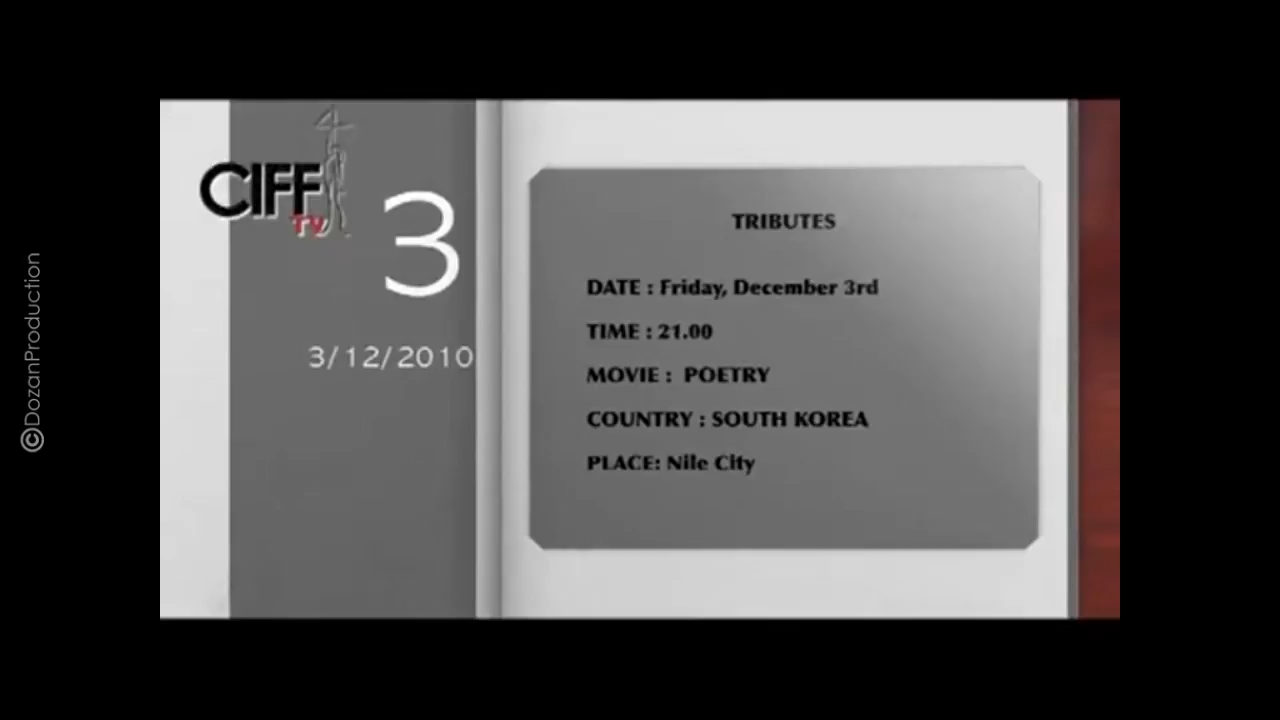 ©DozanProduction
CIFF
TV
3
3/12/2010
TRIBUTES
DATE : Friday, December 3rd
TIME : 21.00
MOVIE :  POETRY
COUNTRY : SOUTH KOREA
PLACE: Nile City